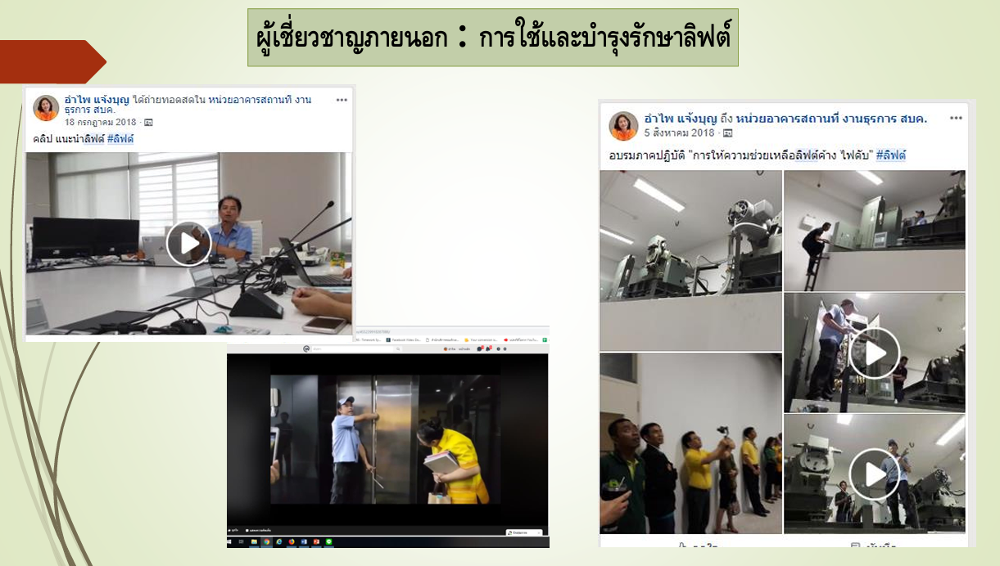 ผู้เชี่ยวชาญภายนอก : การใช้และบำรุงรักษาลิฟต์
อำไพ แจ้งบุญ ได้ถ่ายทอดสดใน หน่วยอาคารสถานที่ งาน
ธุรการ สบค.
18 กรกฎาคม 2018
คลิป แนะนำลิฟต์ #ลิฟต์
อำไพ แจ้งบุญ ถึง หน่วยอาคารสถานที่ งานธุรการ สบค.
5 สิงหาคม 2018
อบรมภาคปฏิบัติ "การให้ความช่วยเหลือลิฟต์ค้าง ไฟดับ" #ลิฟต์